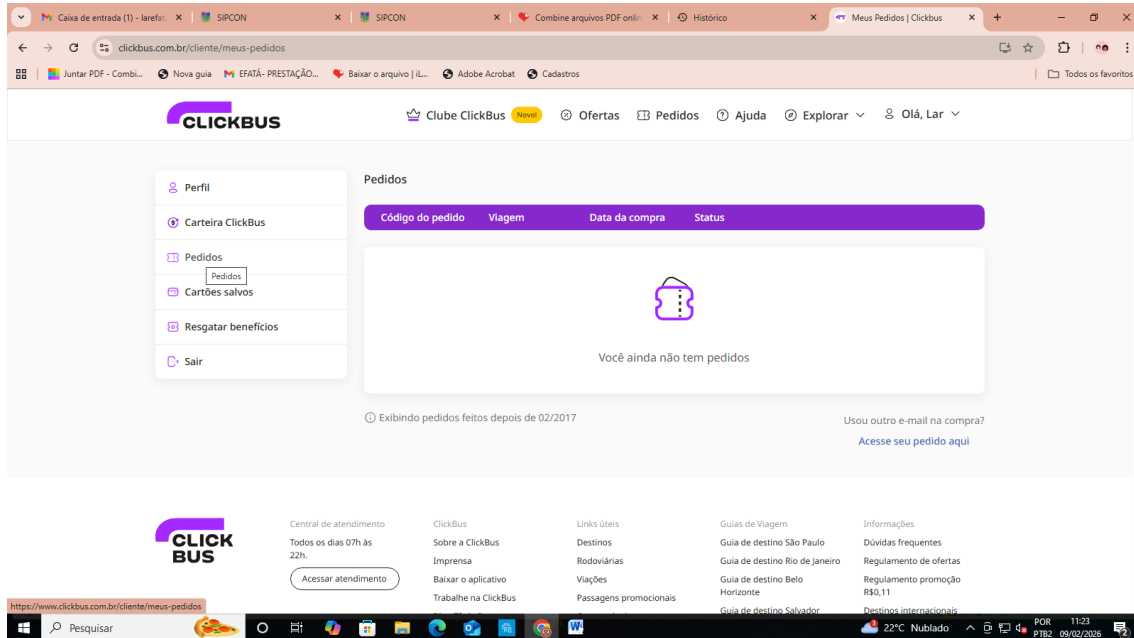 Caixa de entrada (1) - larefat
SIPCON
SIPCON
Combine arquivos PDF onlin
Histórico
Meus Pedidos | Clickbus
clickbus.com.br/cliente/meus-pedidos
Juntar PDF - Combi...
Nova guia
EFATÁ- PRESTAÇÃO...
Baixar o arquivo | iL...
Adobe Acrobat
Cadastros
Todos os favoritos
CLICKBUS
Clube ClickBus
Novo!
Ofertas
Pedidos
Ajuda
Explorar
Olá, Lar
Perfil
Carteira ClickBus
Pedidos
Pedidos
Cartões salvos
Resgatar benefícios
Sair
Pedidos
Código do pedido
Viagem
Data da compra
Status
Você ainda não tem pedidos
Exibindo pedidos feitos depois de 02/2017
Usou outro e-mail na compra?
Acesse seu pedido aqui
CLICK
BUS
Central de atendimento
Todos os dias 07h às
22h.
Acessar atendimento
ClickBus
Sobre a ClickBus
Imprensa
Baixar o aplicativo
Trabalhe na ClickBus
Links úteis
Destinos
Rodoviárias
Viações
Passagens promocionais
Guias de Viagem
Guia de destino São Paulo
Guia de destino Rio de Janeiro
Guia de destino Belo
Horizonte
Guia de destino Salvador
Informações
Dúvidas frequentes
Regulamento de ofertas
Regulamento promoção
R$0,11
Destinos internacionais
https://www.clickbus.com.br/cliente/meus-pedidos
Pesquisar
22°C Nublado
POR
PTB2
11:23
09/02/2026